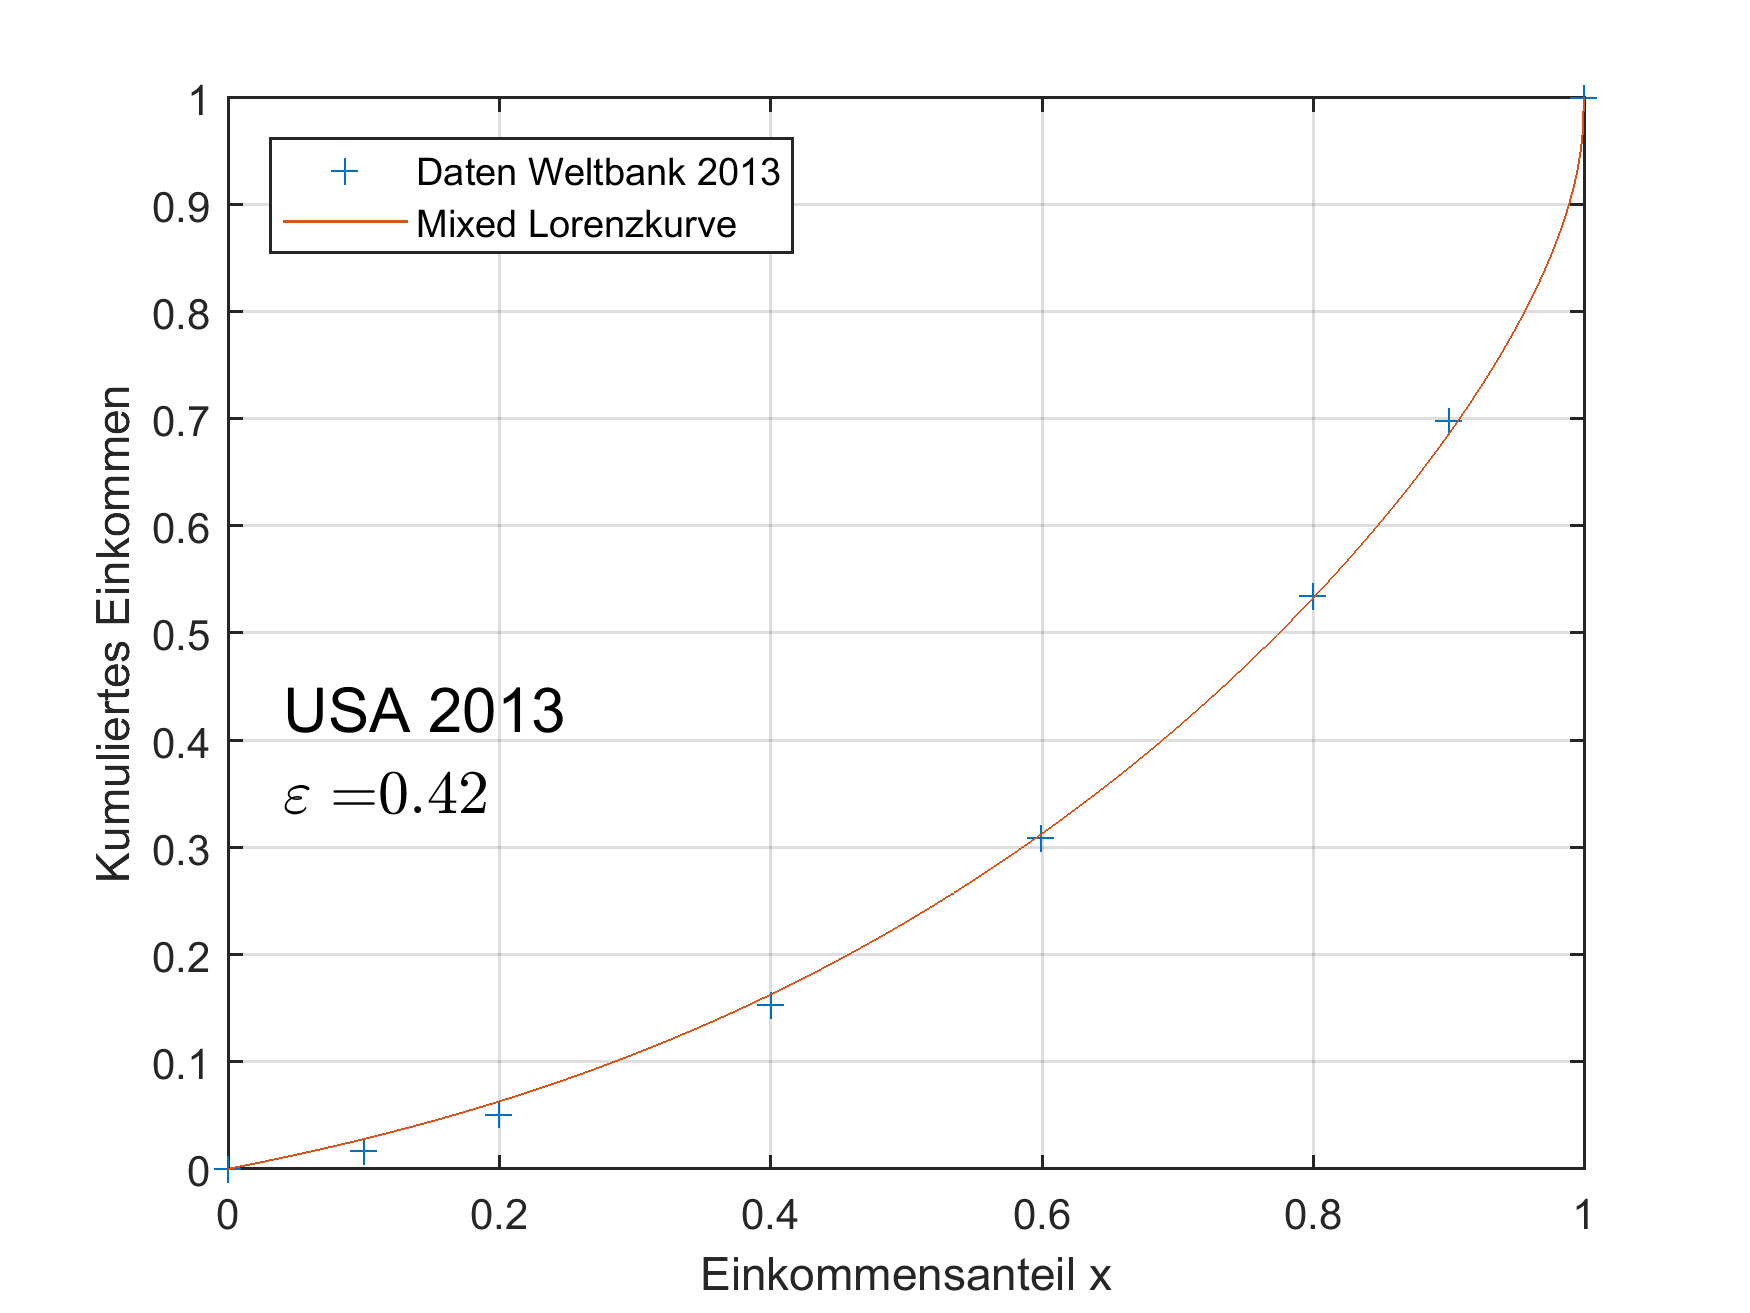 1
0.9
0.8
0.7
0.6
0.5
0.4
0.3
0.2
0.1
0
Kumuliertes Einkommen
Daten Weltbank 2013
Mixed Lorenzkurve
USA 2013
ε =0.42
0 0.2 0.4 0.6 0.8 1
Einkommensanteil x